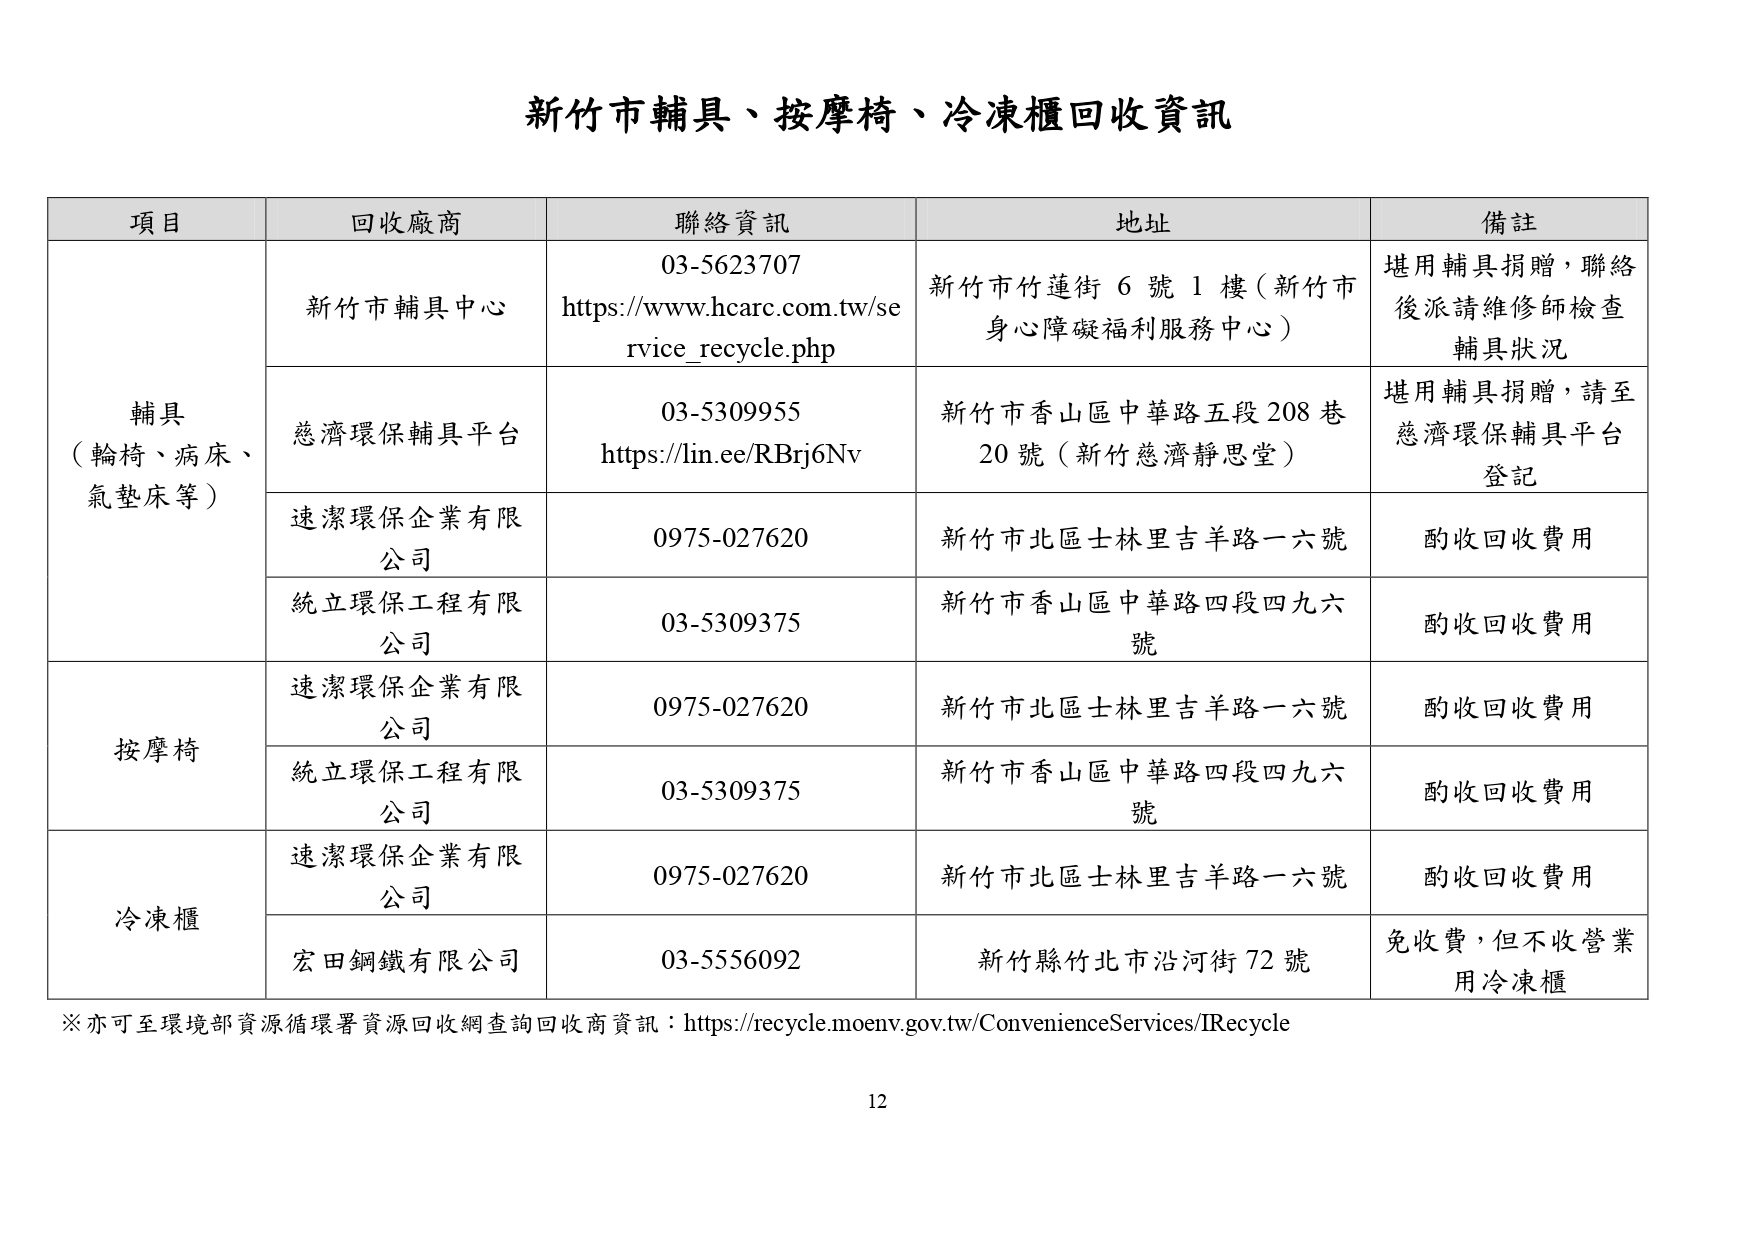 新竹市輔具、按摩椅、冷凍櫃回收資訊
項目 回收廠商 聯絡資訊 地址 備註
輔具
（輪椅、病床、
氣墊床等）
新竹市輔具中心
03-5623707
https://www.hcarc.com.tw/se
rvice_recycle.php
新竹市竹蓮街 6 號 1 樓（新竹市
身心障礙福利服務中心）
堪用輔具捐贈，聯絡
後派請維修師檢查
輔具狀況
慈濟環保輔具平台
03-5309955
https://lin.ee/RBrj6Nv
新竹市香山區中華路五段 208 巷
20 號（新竹慈濟靜思堂）
堪用輔具捐贈，請至
慈濟環保輔具平台
登記
速潔環保企業有限
公司
0975-027620
新竹市北區士林里吉羊路一六號
酌收回收費用
統立環保工程有限
公司
03-5309375
新竹市香山區中華路四段四九六
號
酌收回收費用
按摩椅
速潔環保企業有限
公司
0975-027620
新竹市北區士林里吉羊路一六號
酌收回收費用
統立環保工程有限
公司
03-5309375
新竹市香山區中華路四段四九六
號
酌收回收費用
冷凍櫃
速潔環保企業有限
公司
0975-027620
新竹市北區士林里吉羊路一六號
酌收回收費用
宏田鋼鐵有限公司
03-5556092
新竹縣竹北市沿河街 72 號
免收費，但不收營業
用冷凍櫃
※亦可至環境部資源循環署資源回收網查詢回收商資訊：https://recycle.moenv.gov.tw/ConvenienceServices/IRecycle
12